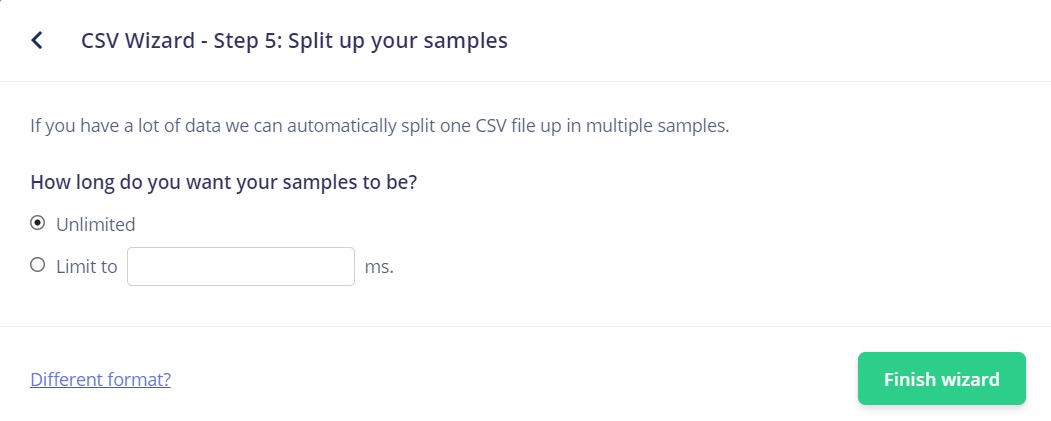 CSV Wizard - Step 5: Split up your samples
If you have a lot of data we can automatically split one CSV file up in multiple samples.
How long do you want your samples to be?
Unlimited
Limit to ms.
Different format?
Finish wizard